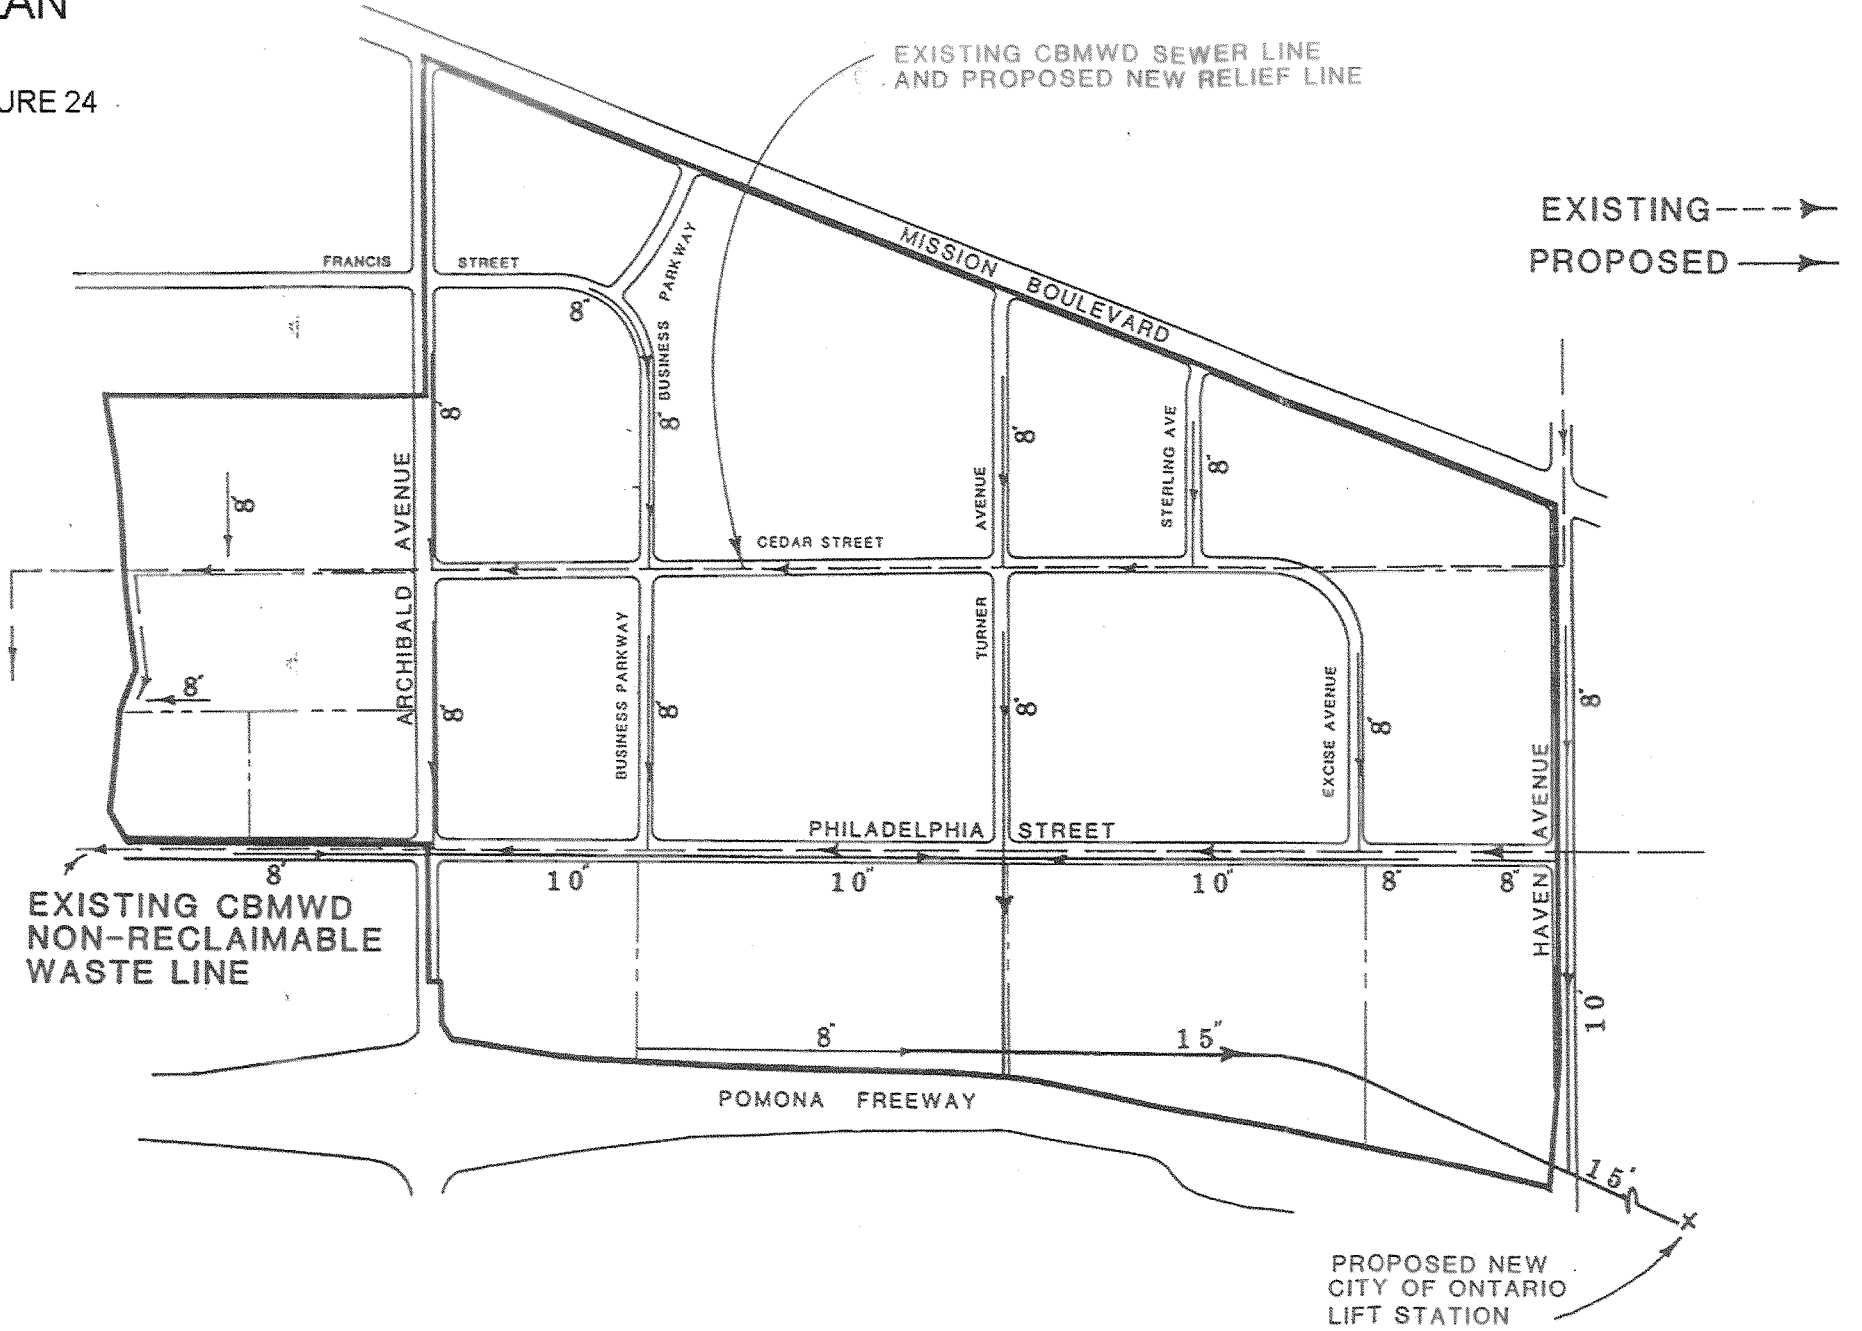 EXISTING CBMWD SEWER LINE
AND PROPOSED NEW RELIEF LINE
URE 24
EXISTING
PROPOSED
FRANCIS STREET
MISSION BOULEVARD
BUSINESS PARKWAY
8"
8"
8"
8"
8"
8"
ARCHIBALD AVENUE
TURNER AVENUE
STERLING AVE
CEDAR STREET
8"
8"
8"
8"
8"
8"
BUSINESS PARKWAY
EXCISE AVENUE
HAVEN AVENUE
PHILADELPHIA STREET
8"
10"
10"
10"
8"
8"
EXISTING CBMWD
NON-RECLAIMABLE
WASTE LINE
10"
8"
15"
POMONA FREEWAY
15"
PROPOSED NEW
CITY OF ONTARIO
LIFT STATION